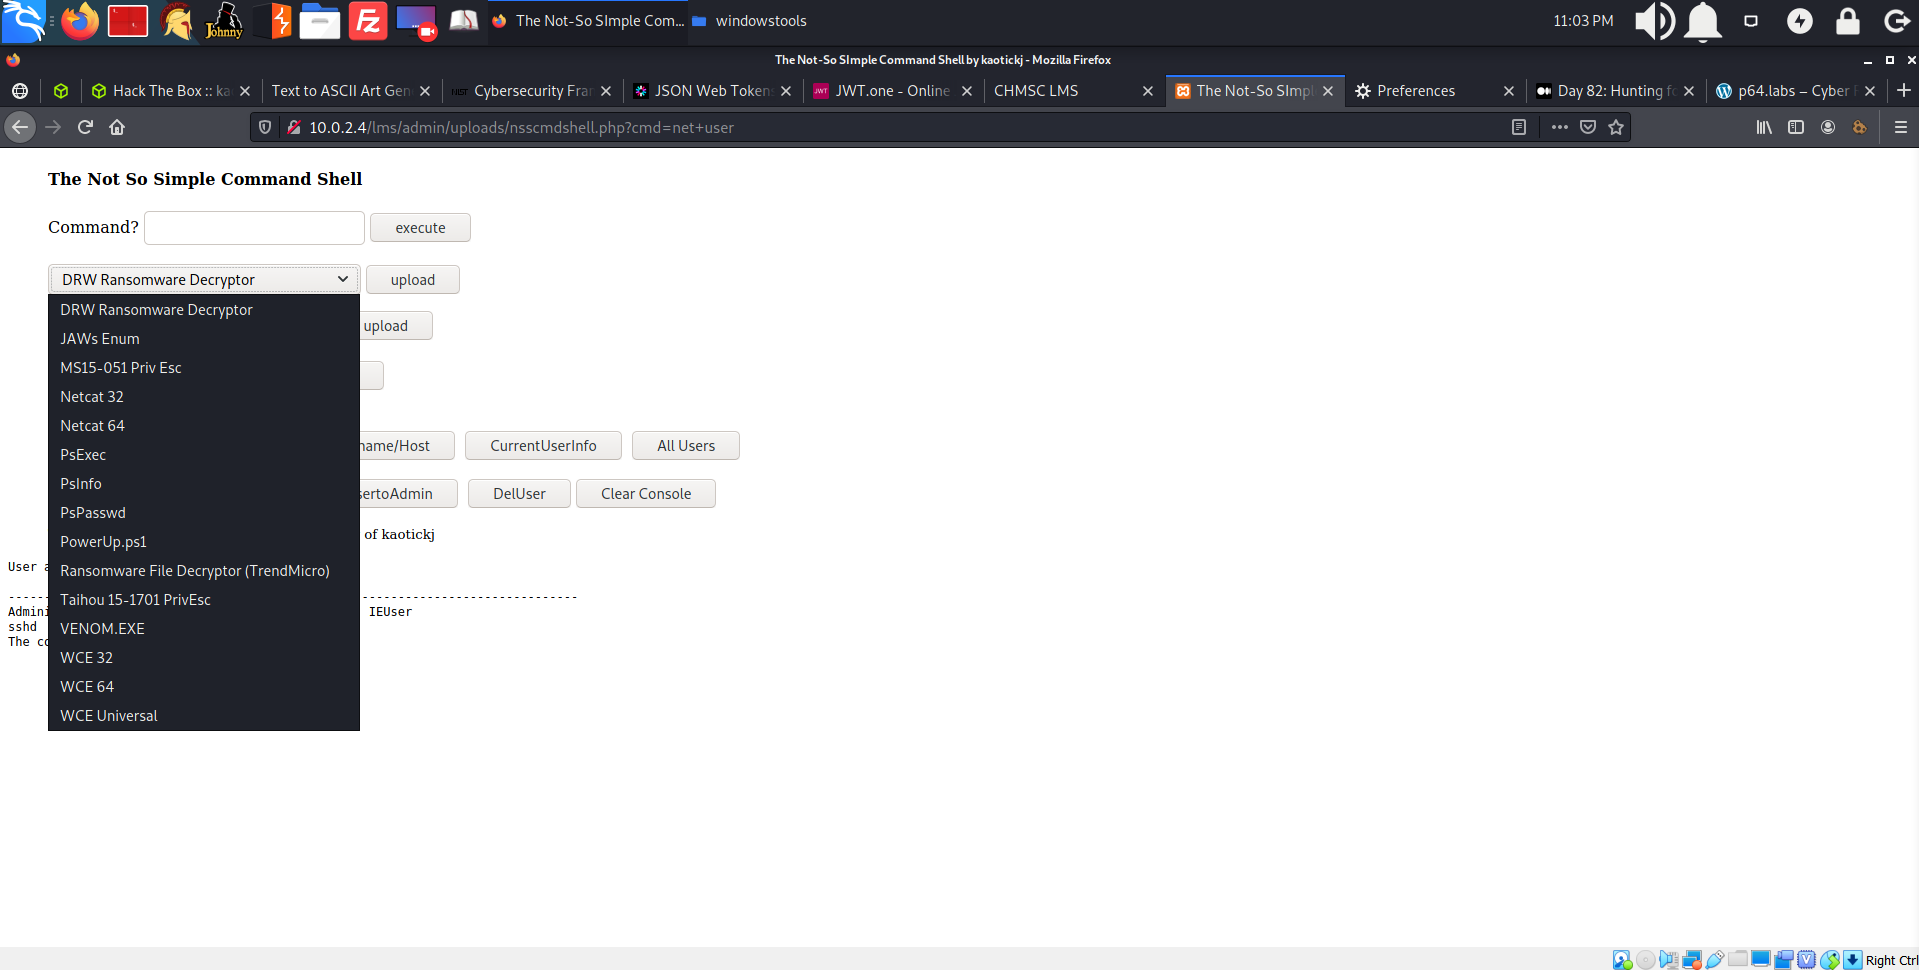 Johnny
The Not-So SImple Com...
windowstools
11:03 PM
The Not-So SImple Command Shell by kaotickj - Mozilla Firefox
Hack The Box :: ka
Text to ASCII Art Gen
NIST Cybersecurity Fra
JSON Web Token
JWT JWT.one - Online
CHMSC LMS
The Not-So SImpl
Preferences
Day 82: Hunting fo
p64.labs – Cyber
10.0.2.4/lms/admin/uploads/nsscmdshell.php?cmd=net+user
The Not So Simple Command Shell
Command?
execute
DRW Ransomware Decryptor
upload
DRW Ransomware Decryptor
JAWs Enum
MS15-051 Priv Esc
Netcat 32
Netcat 64
PsExec
PsInfo
PsPasswd
PowerUp.ps1
Ransomware File Decryptor (TrendMicro)
Taihou 15-1701 PrivEsc
VENOM.EXE
WCE 32
WCE 64
WCE Universal
upload
name/Host
CurrentUserInfo
All Users
sertoAdmin
DelUser
Clear Console
of kaotickj
User a
-----------------------------------------------------------------------------
Admini IEUser
sshd
The co
Right Ctrl